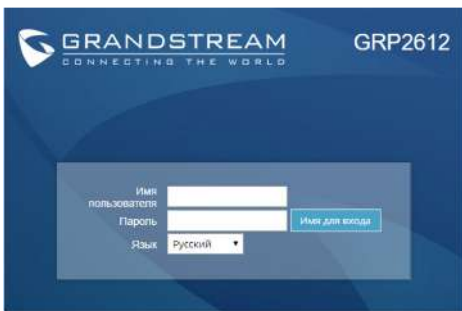 GRANDSTREAM GRP2612
CONNECTING THE WORLD
Имя
пользователя
Пароль Имя для входа
Язык Русский